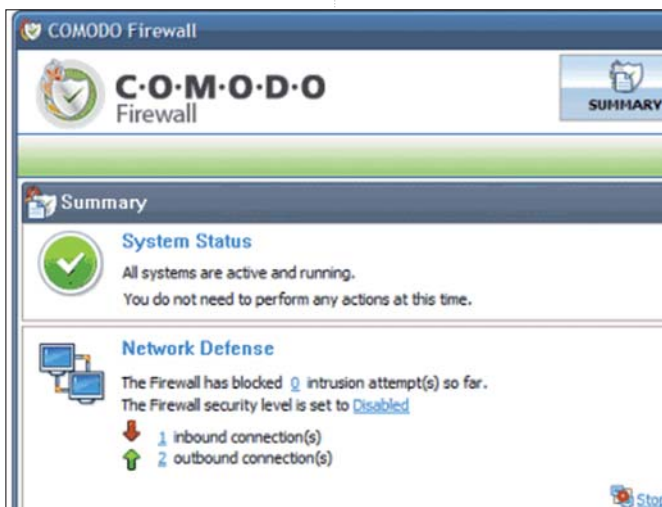 COMODO Firewall
C·O·M·O·D·O
Firewall
SUMMARY
Summary
System Status
All systems are active and running.
You do not need to perform any actions at this time.
Network Defense
The Firewall has blocked 0 intrusion attempt(s) so far.
The Firewall security level is set to Disabled
1 inbound connection(s)
2 outbound connection(s)
Stop